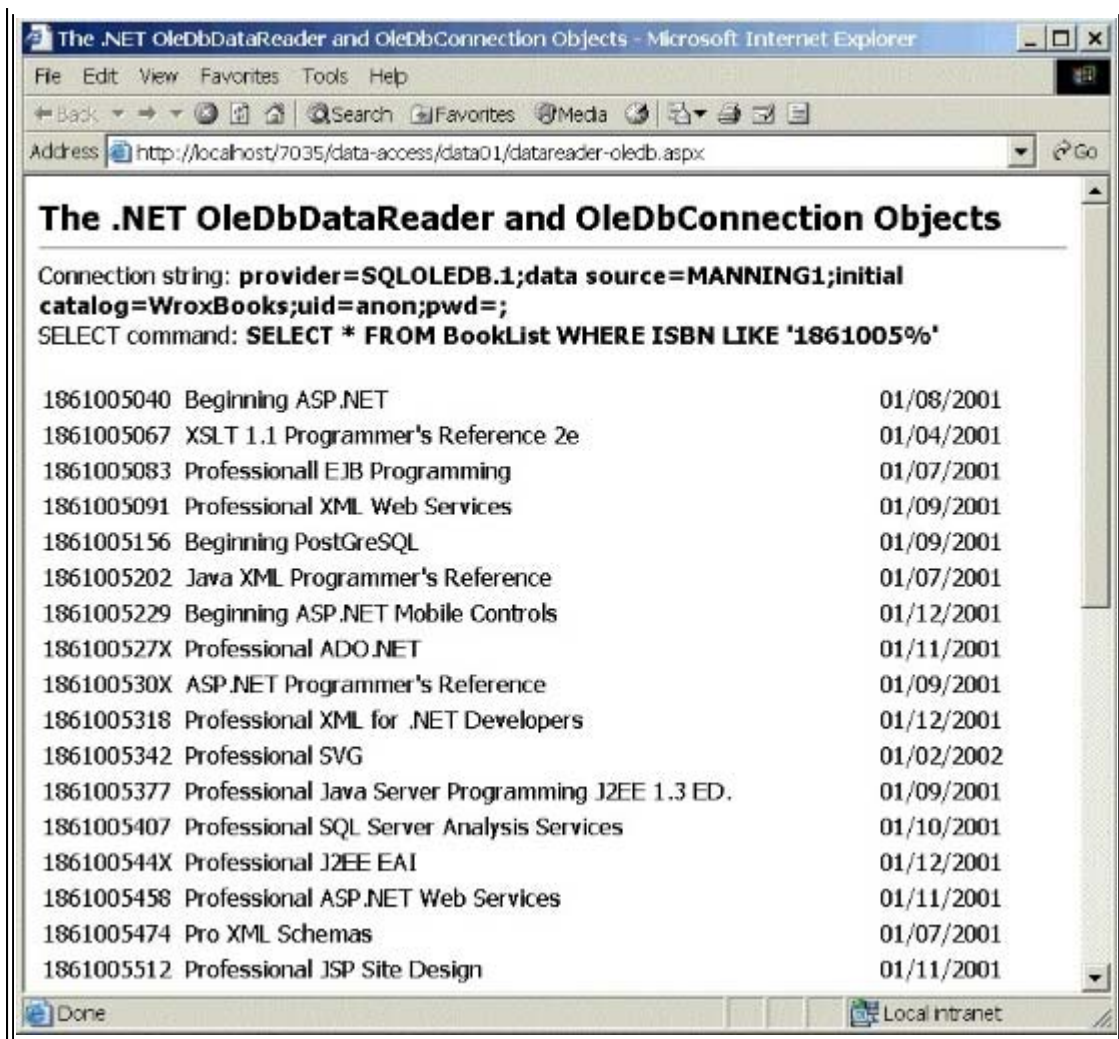 The .NET OleDbDataReader and OleDbConnection Objects - Microsoft Internet Explorer
File Edit View Favorites Tools Help
Back Search Favorites Media
Address http://localhost/7035/data-access/data01/datareader-oledb.aspx Go
The .NET OleDbDataReader and OleDbConnection Objects
Connection string: provider=SQLOLEDB.1;data source=MANNING1;initial
catalog=WroxBooks;uid=anon;pwd=;
SELECT command: SELECT * FROM BookList WHERE ISBN LIKE '1861005%'
1861005040 Beginning ASP.NET 01/08/2001
1861005067 XSLT 1.1 Programmer's Reference 2e 01/04/2001
1861005083 Professionall EJB Programming 01/07/2001
1861005091 Professional XML Web Services 01/09/2001
1861005156 Beginning PostGreSQL 01/09/2001
1861005202 Java XML Programmer's Reference 01/07/2001
1861005229 Beginning ASP.NET Mobile Controls 01/12/2001
186100527X Professional ADO.NET 01/11/2001
186100530X ASP.NET Programmer's Reference 01/09/2001
1861005318 Professional XML for .NET Developers 01/12/2001
1861005342 Professional SVG 01/02/2002
1861005377 Professional Java Server Programming J2EE 1.3 ED. 01/09/2001
1861005407 Professional SQL Server Analysis Services 01/10/2001
186100544X Professional J2EE EAI 01/12/2001
1861005458 Professional ASP.NET Web Services 01/11/2001
1861005474 Pro XML Schemas 01/07/2001
1861005512 Professional JSP Site Design 01/11/2001
Done Local intranet